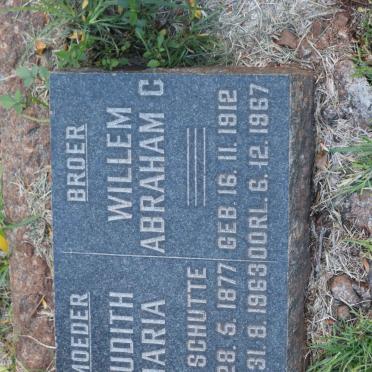 MOEDER
JUDITH
MARIA
SCHUTTE
28.5.1877
31.8.1963
BROER
WILLEM
ABRAHAM C
GEB. 16.11.1912
OORL. 6.12.1967